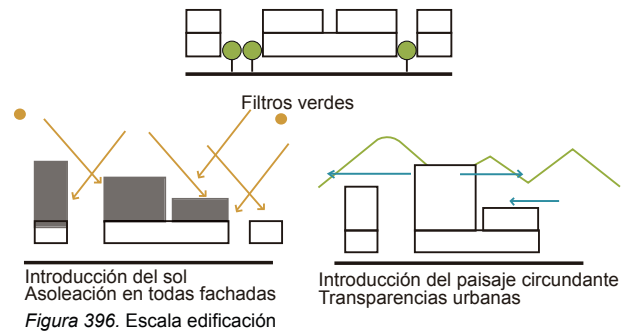 Filtros verdes
Introducción del sol
Asoleación en todas fachadas
Introducción del paisaje circundante
Transparencias urbanas
Figura 396. Escala edificación